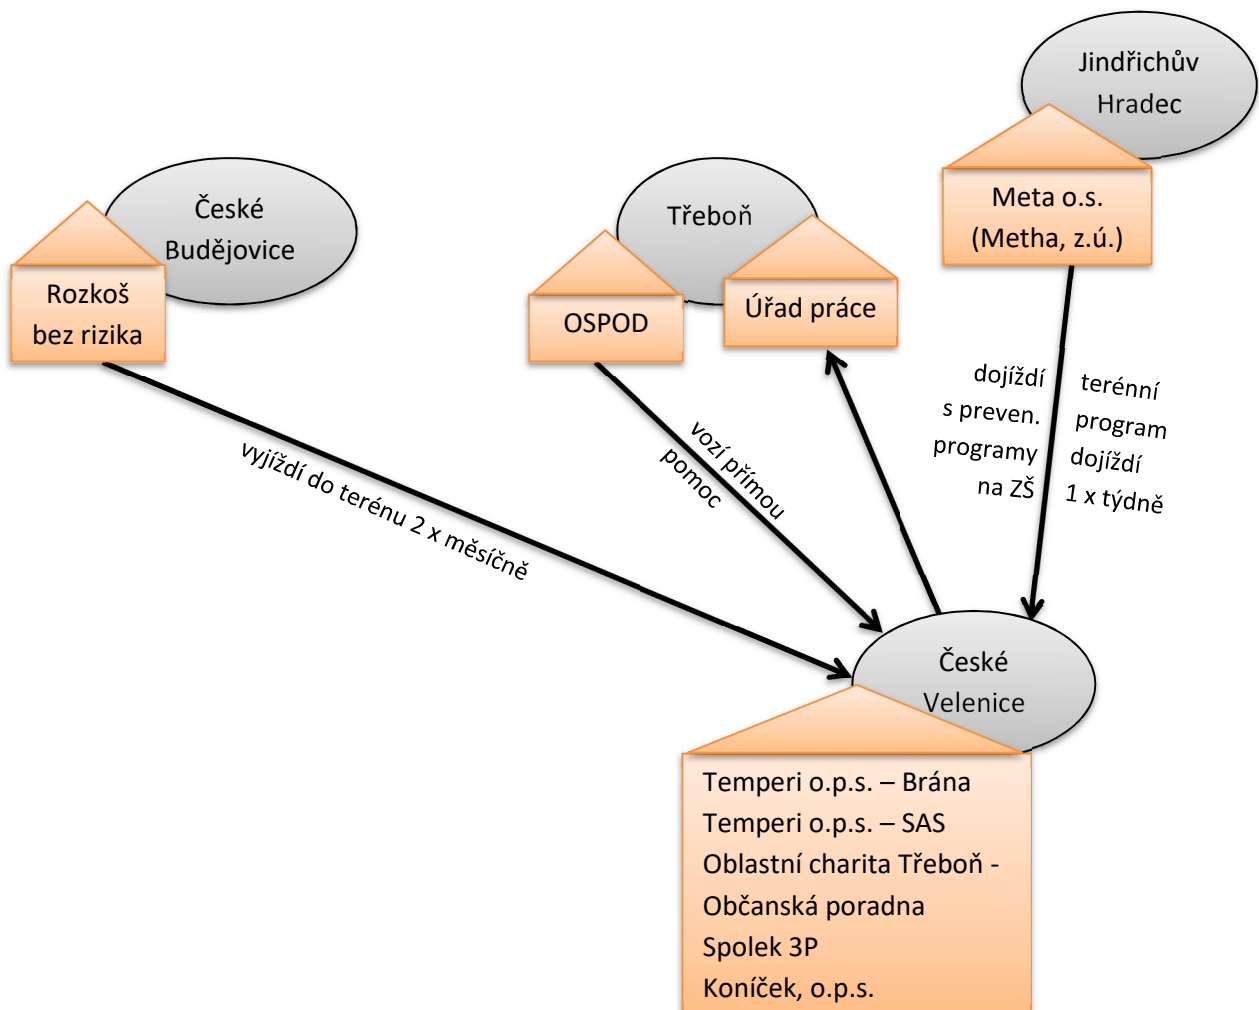 Jindřichův
Hradec
Meta o.s.
(Metha, z.ú.)
České
Budějovice
Rozkoš
bez rizika
Třeboň
OSPOD
Úřad práce
vyjíždí do terénu 2 x měsíčně
vozí přímou
pomoc
dojíždí
s preven.
programy
na ZŠ
terénní
program
dojíždí
1 x týdně
České
Velenice
Temperi o.p.s. – Brána
Temperi o.p.s. – SAS
Oblastní charita Třeboň -
Občanská poradna
Spolek 3P
Koníček, o.p.s.